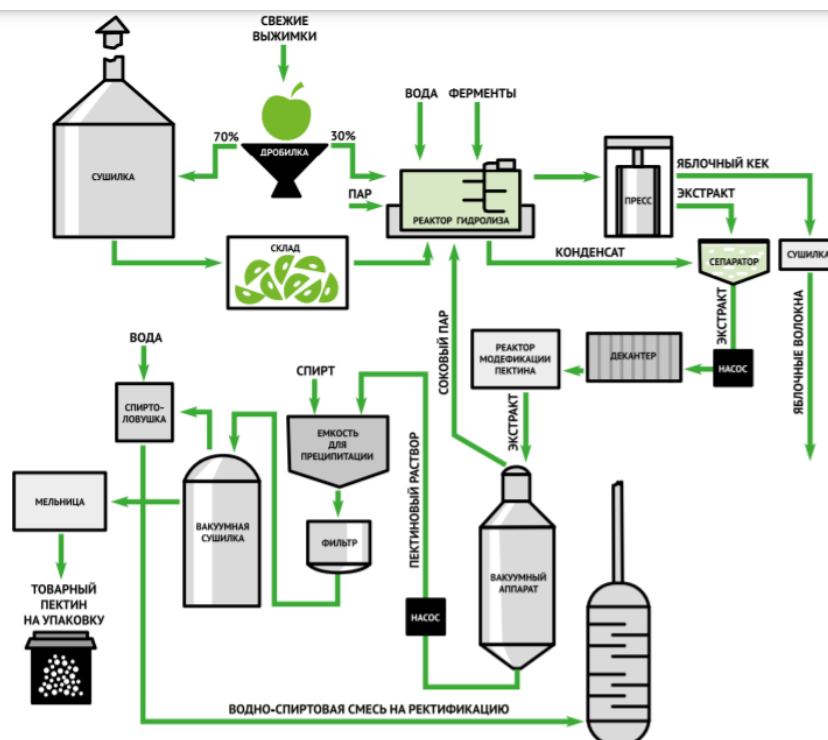 СВЕЖИЕ
ВЫЖИМКИ
70%
30%
ДРОБИЛКА
ВОДА
ФЕРМЕНТЫ
СУШИЛКА
ПАР
РЕАКТОР ГИДРОЛИЗА
ПРЕСС
ЯБЛОЧНЫЙ КЕК
ЭКСТРАКТ
СКЛАД
КОНДЕНСАТ
СЕПАРАТОР
СУШИЛКА
ЭКСТРАКТ
ЯБЛОЧНЫЕ ВОЛОКНА
СОКОВЫЙ ПАР
РЕАКТОР
МОДЕФИКАЦИИ
ПЕКТИНА
ДЕКАНТЕР
НАСОС
ВОДА
СПИРТО-
ЛОВУШКА
СПИРТ
ЕМКОСТЬ
ДЛЯ
ПРЕЦИПИТАЦИИ
ЭКСТРАКТ
ПЕКТИНОВЫЙ РАСТВОР
МЕЛЬНИЦА
ВАКУУМНАЯ
СУШИЛКА
ФИЛЬТР
ВАКУУМНЫЙ
АППАРАТ
НАСОС
ТОВАРНЫЙ
ПЕКТИН
НА УПАКОВКУ
ВОДНО-СПИРТОВАЯ СМЕСЬ НА РЕКТИФИКАЦИЮ